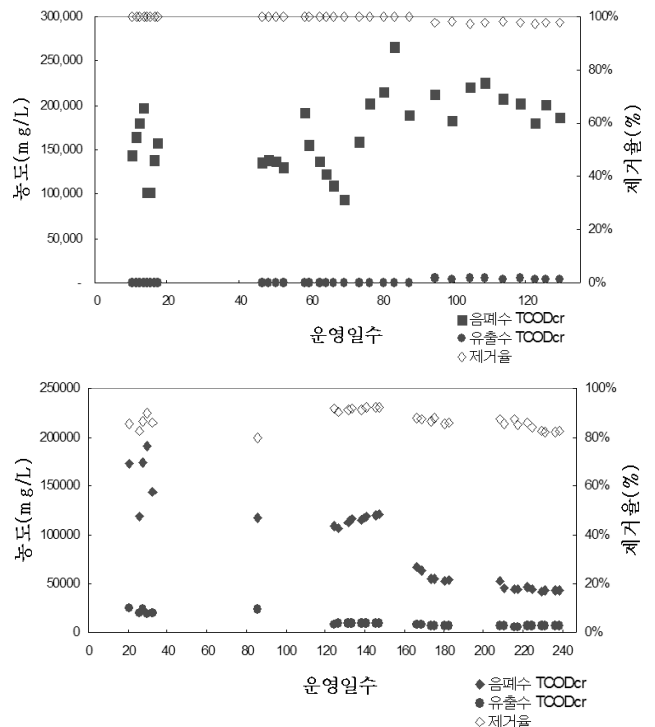 300,000
250,000
200,000
150,000
100,000
50,000
-
농도(mg/L)
100%
80%
60%
40%
20%
0%
제거율(%)
0 20 40 60 80 100 120
운영일수
■음폐수 TCODcr
●유출수 TCODcr
◇제거율
250000
200000
150000
100000
50000
0
농도(mg/L)
100%
80%
60%
40%
20%
0%
제거율(%)
0 20 40 60 80 100 120 140 160 180 200 220 240
운영일수
◆음폐수 TCODcr
●유출수 TCODcr
◇제거율